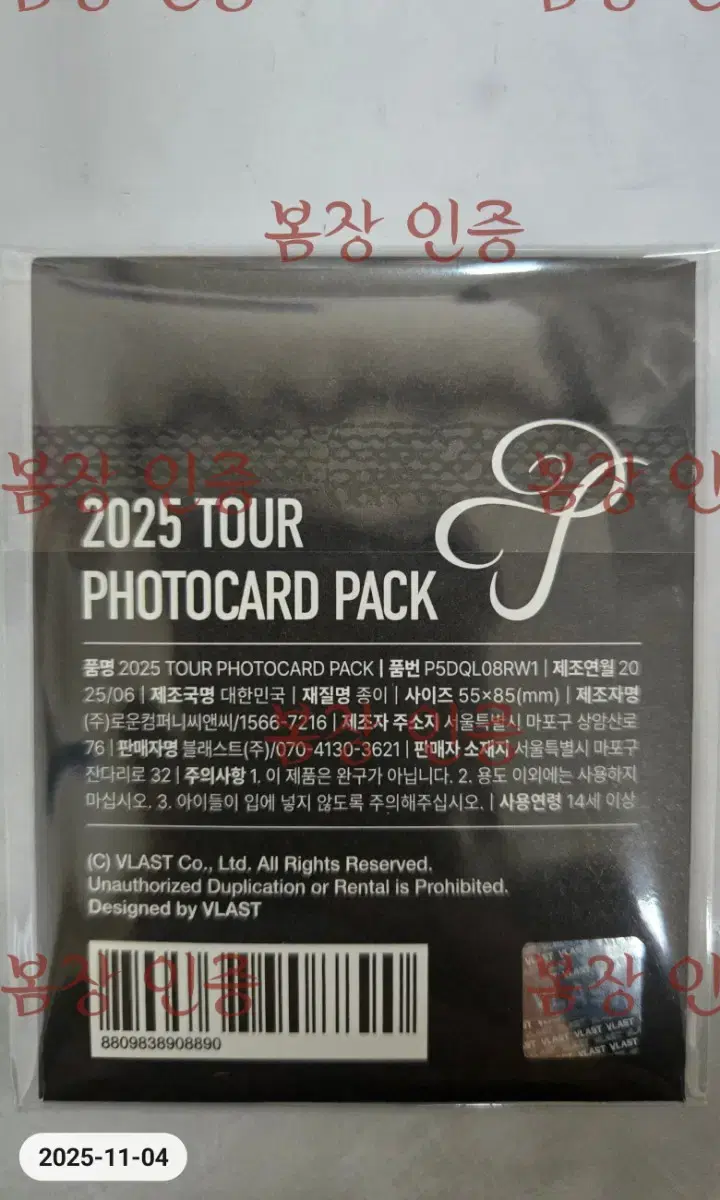 봄장 인증
봄장 인증
봄장 인증
2025 TOUR
PHOTOCARD PACK
품명 2025 TOUR PHOTOCARD PACK | 품번 P5DQL08RW1 | 제조연월 20
25/06 | 제조국명 대한민국 | 재질명 종이 | 사이즈 55×85(mm) | 제조자명
(주)로운컴퍼니씨앤씨/1566-7216 | 제조자 주소지 서울특별시 마포구 상암산로
76 | 판매자명 블래스트(주)/070-4130-3621 | 판매자 소재지 서울특별시 마포구
잔다리로 32 | 주의사항 1. 이 제품은 완구가 아닙니다. 2. 용도 이외에는 사용하지
마십시오. 3. 아이들이 입에 넣지 않도록 주의해주십시오. | 사용연령 14세 이상
봄장 인증
(C) VLAST Co., Ltd. All Rights Reserved.
Unauthorized Duplication or Rental is Prohibited.
Designed by VLAST
봄장 인증
봄장 인
8809838908890
VLAST VLAST
VLAST VLAST
2025-11-04